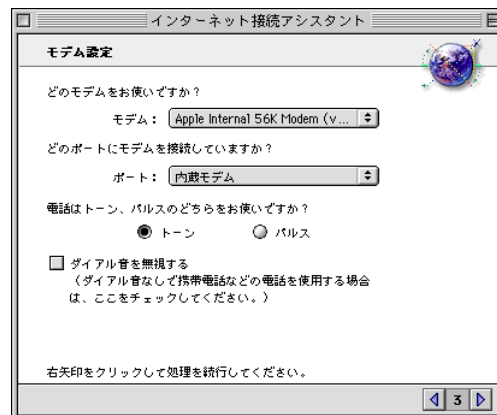 インターネット接続アシスタント
モデム設定
どのモデムをお使いですか？
モデム： Apple Internal 56K Modem (v...
どのポートにモデムを接続していますか？
ポート： 内蔵モデム
電話はトーン、パルスのどちらをお使いですか？
トーン パルス
ダイアル音を無視する
（ダイアル音なしで携帯電話などの電話を使用する場合
は、ここをチェックしてください。）
右矢印をクリックして処理を続行してください。
3